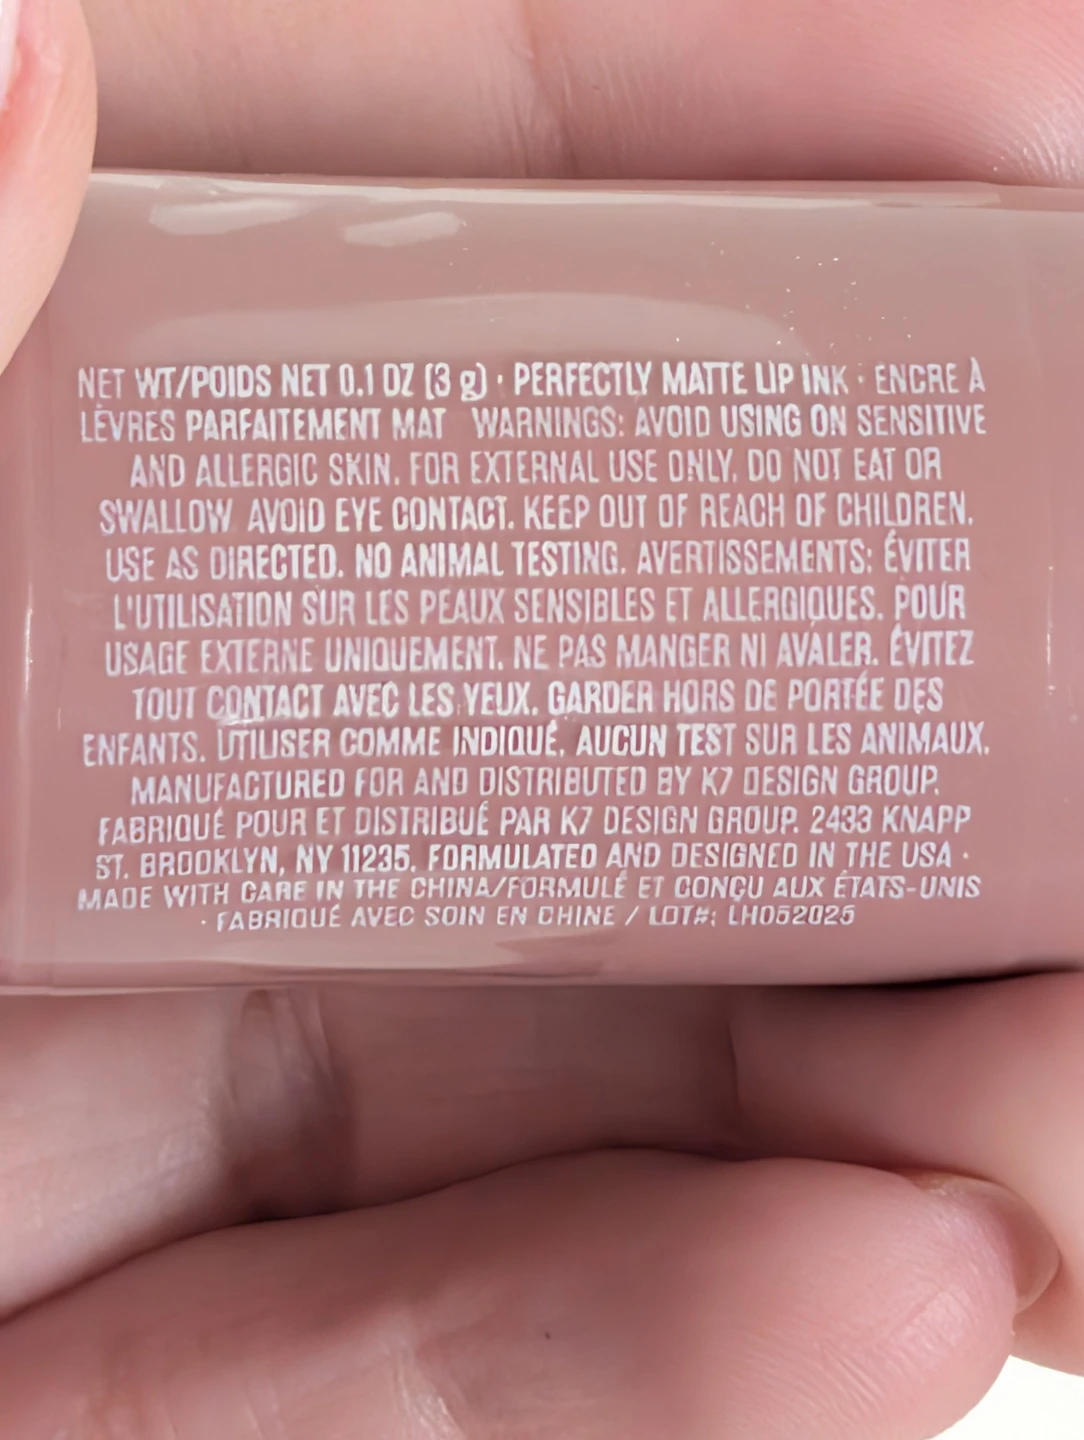 NET WT/POIDS NET 0.1 OZ (3 g) · PERFECTLY MATTE LIP INK · ENCRE À
LÈVRES PARFAITEMENT MAT WARNINGS: AVOID USING ON SENSITIVE
AND ALLERGIC SKIN. FOR EXTERNAL USE ONLY. DO NOT EAT OR
SWALLOW AVOID EYE CONTACT. KEEP OUT OF REACH OF CHILDREN.
USE AS DIRECTED. NO ANIMAL TESTING. AVERTISSEMENTS: ÉVITER
L'UTILISATION SUR LES PEAUX SENSIBLES ET ALLERGIQUES. POUR
USAGE EXTERNE UNIQUEMENT. NE PAS MANGER NI AVALER. ÉVITEZ
TOUT CONTACT AVEC LES YEUX. GARDER HORS DE PORTÉE DES
ENFANTS. UTILISER COMME INDIQUÉ. AUCUN TEST SUR LES ANIMAUX.
MANUFACTURED FOR AND DISTRIBUTED BY K7 DESIGN GROUP.
FABRIQUÉ POUR ET DISTRIBUÉ PAR K7 DESIGN GROUP. 2433 KNAPP
ST. BROOKLYN, NY 11235. FORMULATED AND DESIGNED IN THE USA ·
MADE WITH CARE IN THE CHINA/FORMULÉ ET CONÇU AUX ÉTATS-UNIS
· FABRIQUÉ AVEC SOIN EN CHINE / LOT#: LH052025